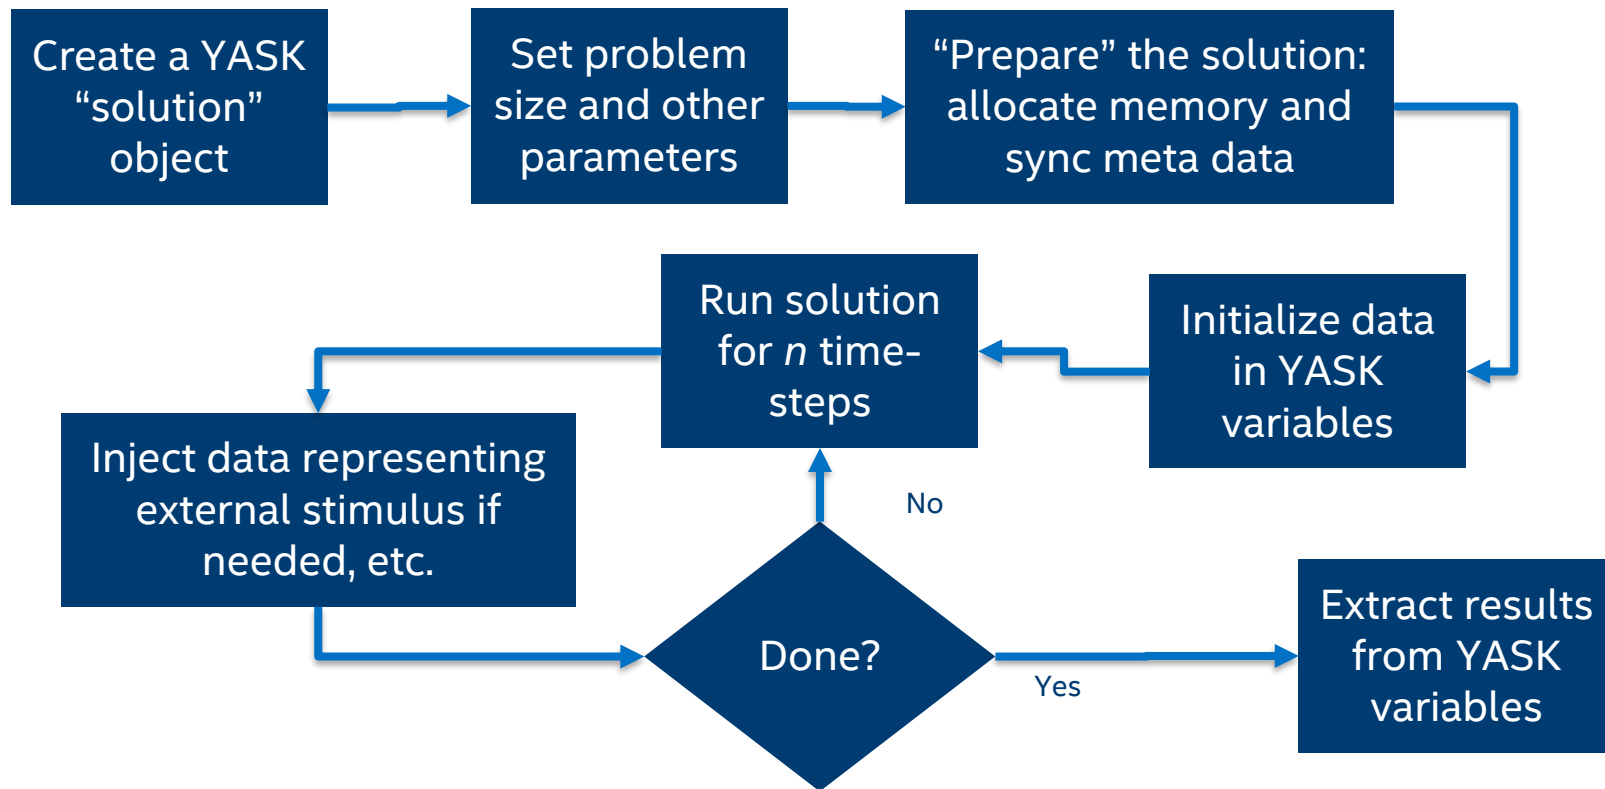 Create a YASK
“solution”
object
Set problem
size and other
parameters
“Prepare” the solution:
allocate memory and
sync meta data
Initialize data
in YASK
variables
Run solution
for n time-
steps
Inject data representing
external stimulus if
needed, etc.
Done?
No
Yes
Extract results
from YASK
variables